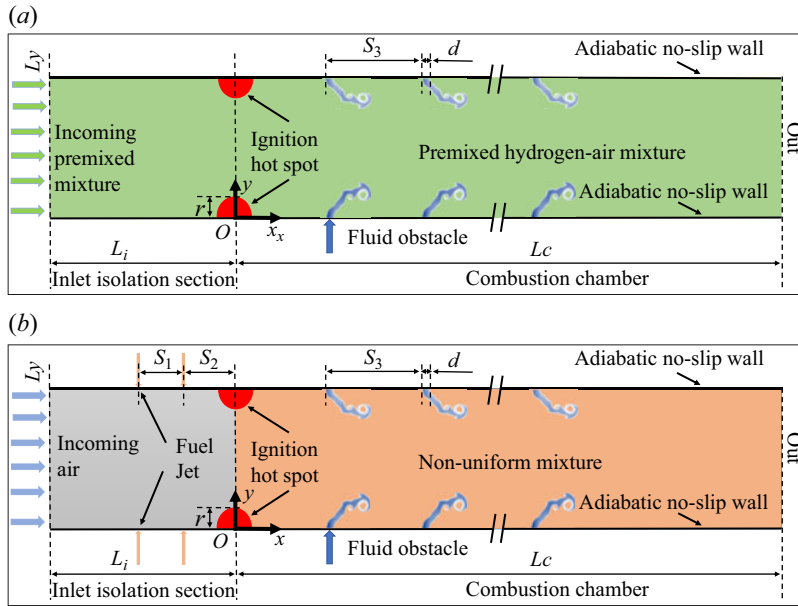 (a)
Ly
S3
d
Adiabatic no-slip wall
Incoming
premixed
mixture
Ignition
hot spot
Premixed hydrogen-air mixture
Out
r
y
Adiabatic no-slip wall
O
xx
Fluid obstacle
Li
Lc
Inlet isolation section
Combustion chamber
(b)
Ly
S1
S2
S3
d
Adiabatic no-slip wall
Incoming
air
Fuel
Jet
Ignition
hot spot
Non-uniform mixture
Out
r
y
Adiabatic no-slip wall
O
x
Fluid obstacle
Li
Lc
Inlet isolation section
Combustion chamber